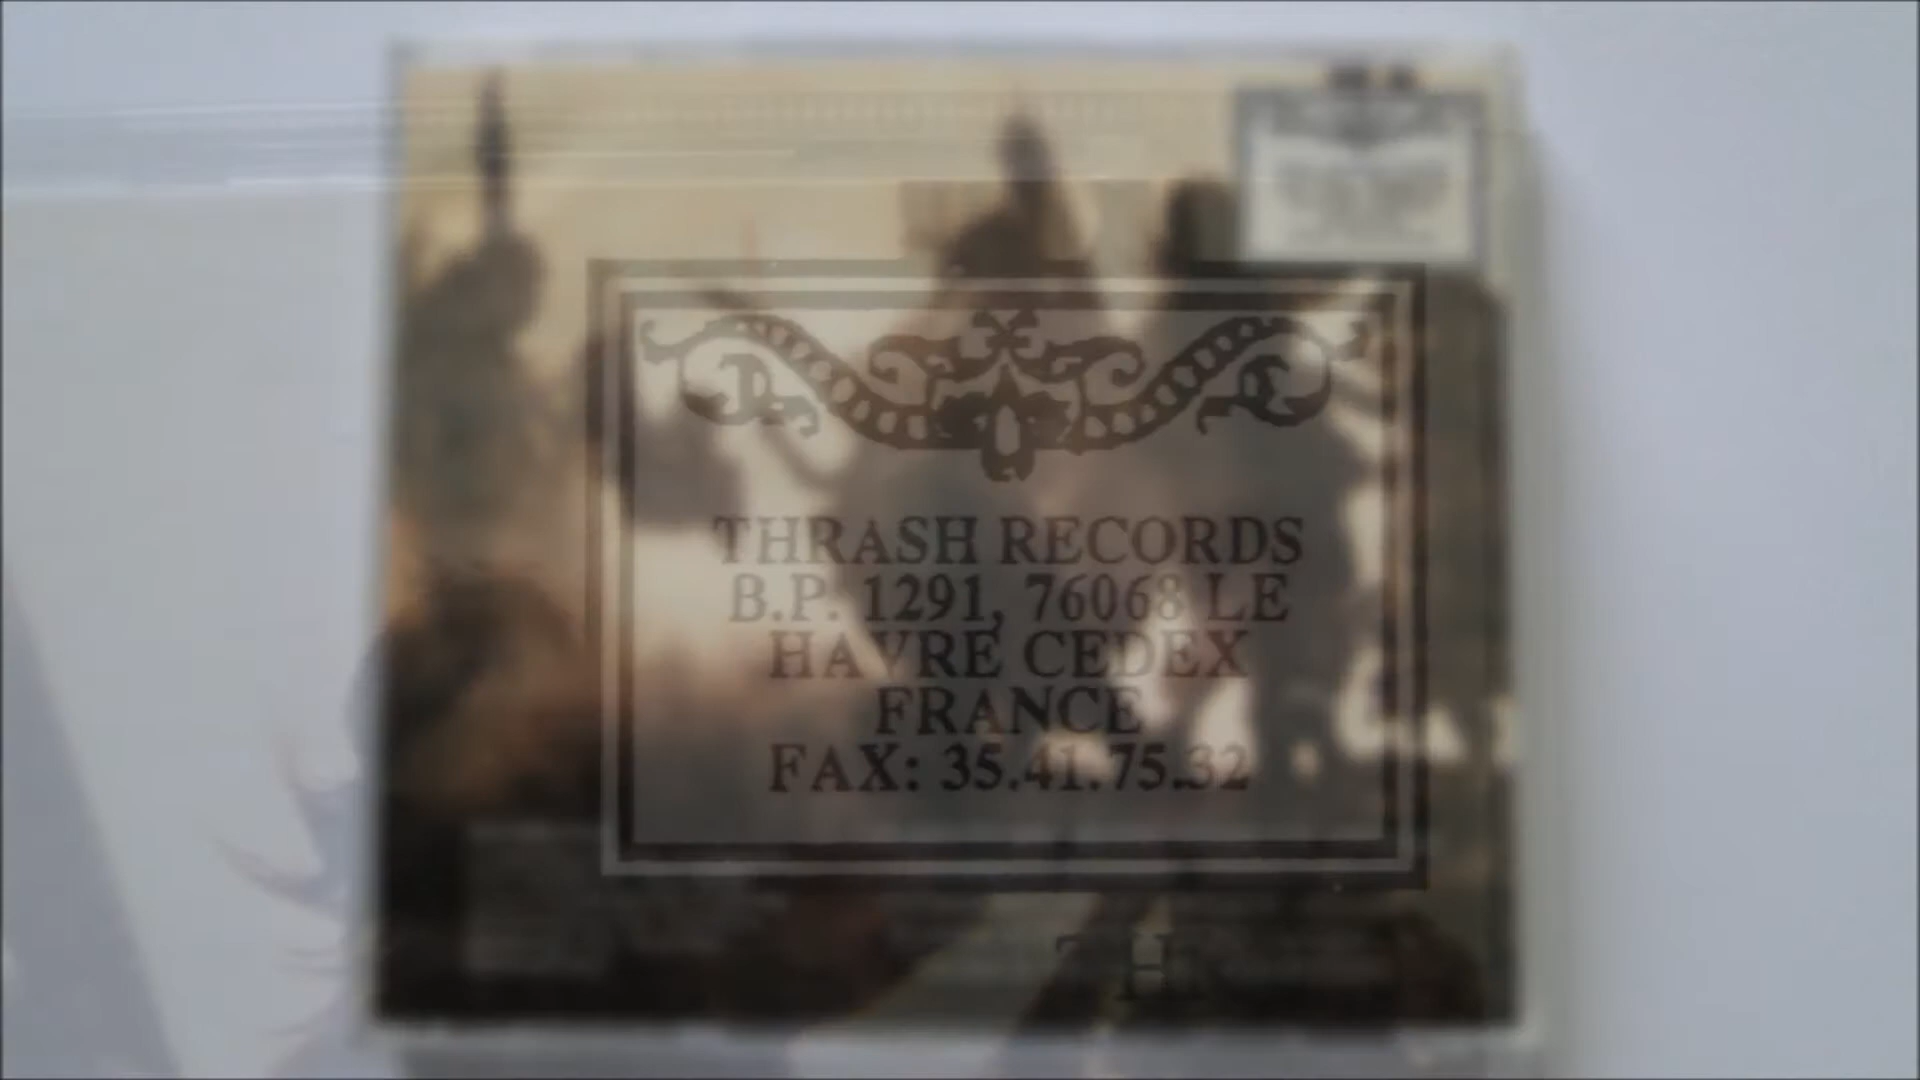 THRASH RECORDS
B.P. 1291, 76068 LE
HAVRE CEDEX
FRANCE
FAX: 35.41.75.32